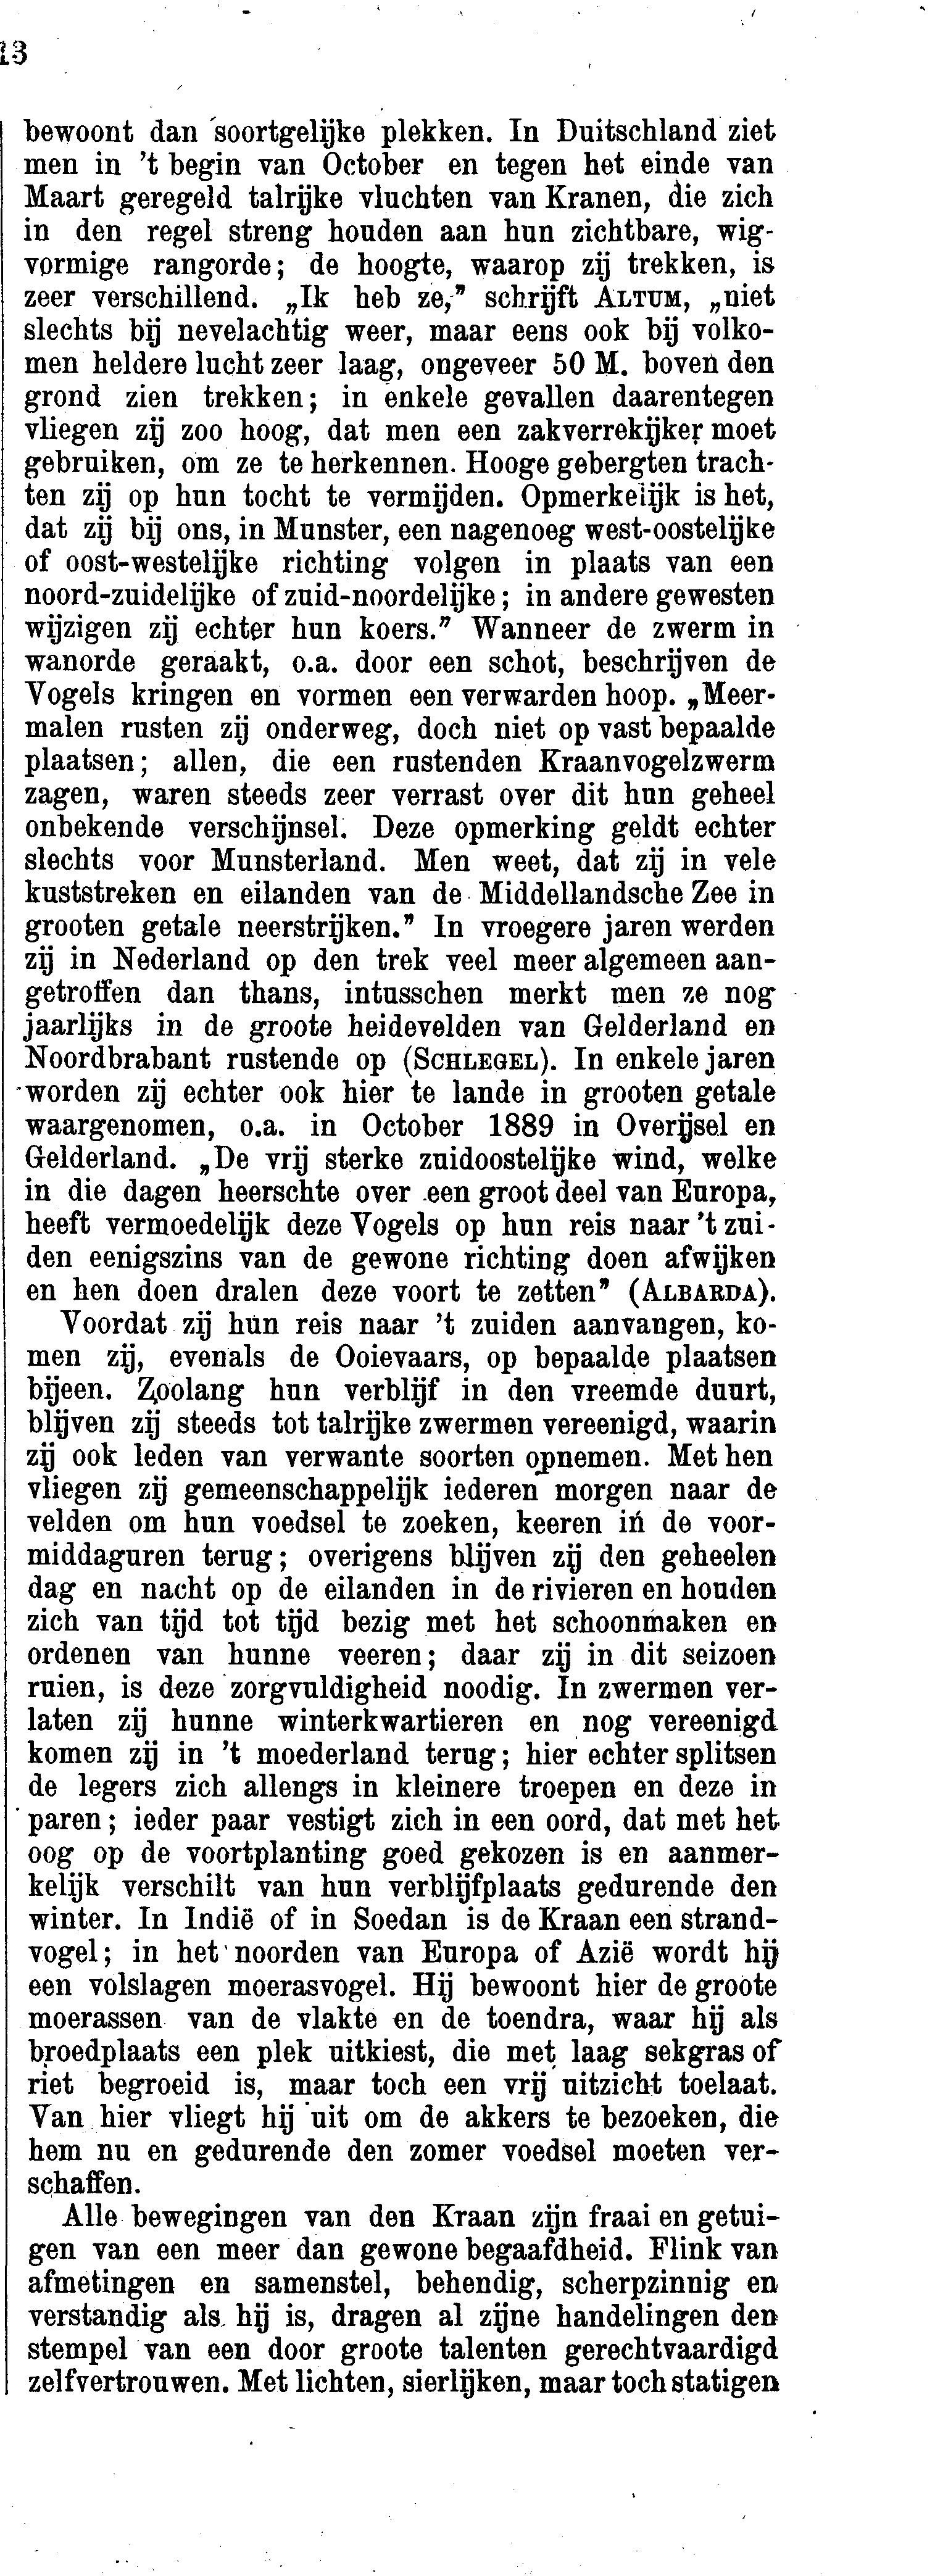 13
bewoont dan soortgelijke plekken. In Duitschland ziet
men in 't begin van October en tegen het einde van
Maart geregeld talrijke vluchten van Kranen, die zich
in den regel streng houden aan hun zichtbare, wig-
vormige rangorde; de hoogte, waarop zij trekken, is
zeer verschillend. „Ik heb ze,” schrijft ALTUM, „niet
slechts bij nevelachtig weer, maar eens ook bij volko-
men heldere lucht zeer laag, ongeveer 50 M. boven den
grond zien trekken; in enkele gevallen daarentegen
vliegen zij zoo hoog, dat men een zakverrekijker moet
gebruiken, om ze te herkennen. Hooge gebergten trach-
ten zij op hun tocht te vermijden. Opmerkelijk is het,
dat zij bij ons, in Munster, een nagenoeg west-oostelijke
of oost-westelijke richting volgen in plaats van een
noord-zuidelijke of zuid-noordelijke; in andere gewesten
wijzigen zij echter hun koers.” Wanneer de zwerm in
wanorde geraakt, o.a. door een schot, beschrijven de
Vogels kringen en vormen een verwarden hoop. „Meer-
malen rusten zij onderweg, doch niet op vast bepaalde
plaatsen; allen, die een rustenden Kraanvogelzwerm
zagen, waren steeds zeer verrast over dit hun geheel
onbekende verschijnsel. Deze opmerking geldt echter
slechts voor Munsterland. Men weet, dat zij in vele
kuststreken en eilanden van de Middellandsche Zee in
grooten getale neerstrijken.” In vroegere jaren werden
zij in Nederland op den trek veel meer algemeen aan-
getroffen dan thans, intusschen merkt men ze nog
jaarlijks in de groote heidevelden van Gelderland en
Noordbrabant rustende op (SCHLEGEL). In enkele jaren
worden zij echter ook hier te lande in grooten getale
waargenomen, o.a. in October 1889 in Overijsel en
Gelderland. „De vrij sterke zuidoostelijke wind, welke
in die dagen heerschte over een groot deel van Europa,
heeft vermoedelijk deze Vogels op hun reis naar 't zui-
den eenigszins van de gewone richting doen afwijken
en hen doen dralen deze voort te zetten” (ALBARDA).
Voordat zij hun reis naar 't zuiden aanvangen, ko-
men zij, evenals de Ooievaars, op bepaalde plaatsen
bijeen. Zoolang hun verblijf in den vreemde duurt,
blijven zij steeds tot talrijke zwermen vereenigd, waarin
zij ook leden van verwante soorten opnemen. Met hen
vliegen zij gemeenschappelijk iederen morgen naar de
velden om hun voedsel te zoeken, keeren in de voor-
middaguren terug; overigens blijven zij den geheelen
dag en nacht op de eilanden in de rivieren en houden
zich van tijd tot tijd bezig met het schoonmaken en
ordenen van hunne veeren; daar zij in dit seizoen
ruien, is deze zorgvuldigheid noodig. In zwermen ver-
laten zij hunne winterkwartieren en nog vereenigd
komen zij in 't moederland terug; hier echter splitsen
de legers zich allengs in kleinere troepen en deze in
paren; ieder paar vestigt zich in een oord, dat met het
oog op de voortplanting goed gekozen is en aanmer-
kelijk verschilt van hun verblijfplaats gedurende den
winter. In Indië of in Soedan is de Kraan een strand-
vogel; in het noorden van Europa of Azië wordt hij
een volslagen moerasvogel. Hij bewoont hier de groote
moerassen van de vlakte en de toendra, waar hij als
broedplaats een plek uitkiest, die met laag sekgras of
riet begroeid is, maar toch een vrij uitzicht toelaat.
Van hier vliegt hij uit om de akkers te bezoeken, die
hem nu en gedurende den zomer voedsel moeten ver-
schaffen.
Alle bewegingen van den Kraan zijn fraai en getui-
gen van een meer dan gewone begaafdheid. Flink van
afmetingen en samenstel, behendig, scherpzinnig en
verstandig als hij is, dragen al zijne handelingen den
stempel van een door groote talenten gerechtvaardigd
zelfvertrouwen. Met lichten, sierlijken, maar toch statigen